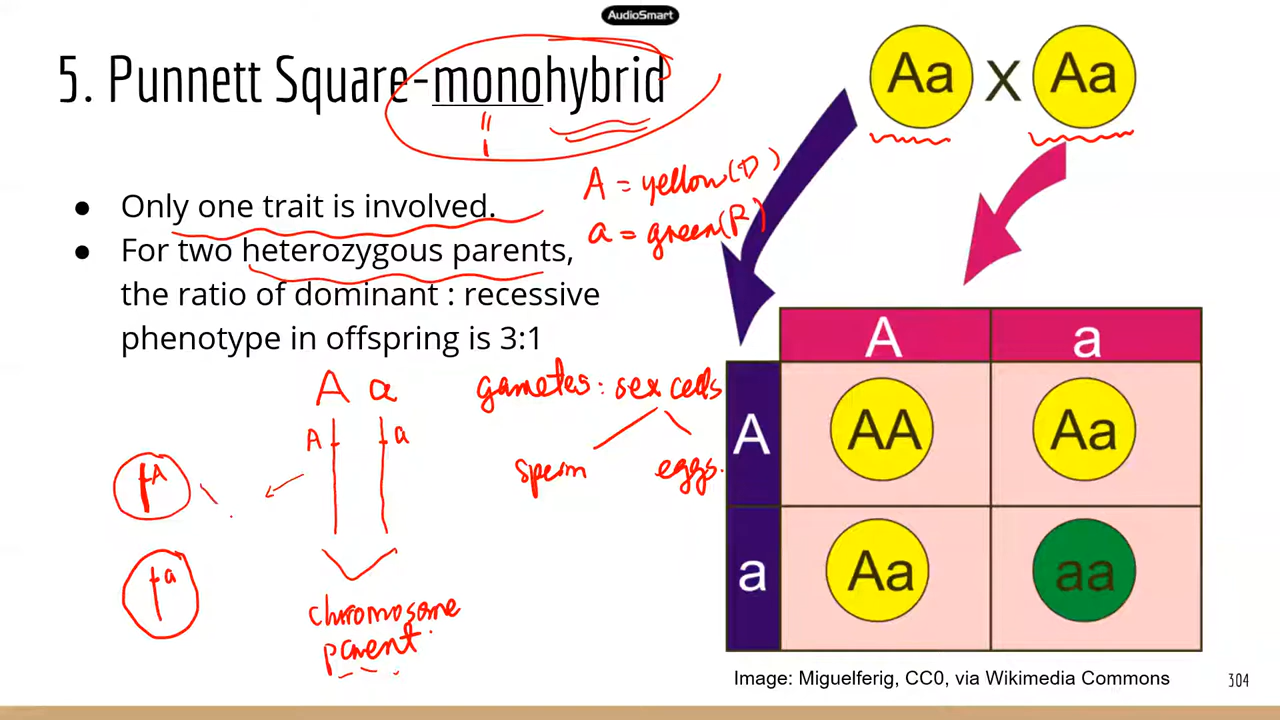 AudioSmart
5. Punnett Square-monohybrid
Aa X Aa
"
1
A = yellow(D)
● Only one trait is involved.
a = green(R)
● For two heterozygous parents,
the ratio of dominant : recessive
phenotype in offspring is 3:1
A a
A a
A a
gametes: sex cells
sperm eggs.
A
a
chromosome
parent
A a
A AA Aa
a Aa aa
Image: Miguelferig, CC0, via Wikimedia Commons
304